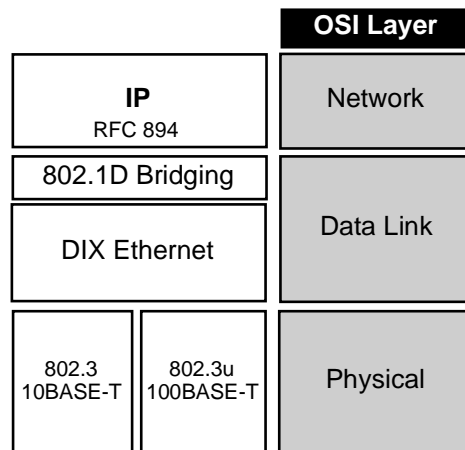 OSI Layer
IP
RFC 894
Network
802.1D Bridging
DIX Ethernet
Data Link
802.3
10BASE-T
802.3u
100BASE-T
Physical